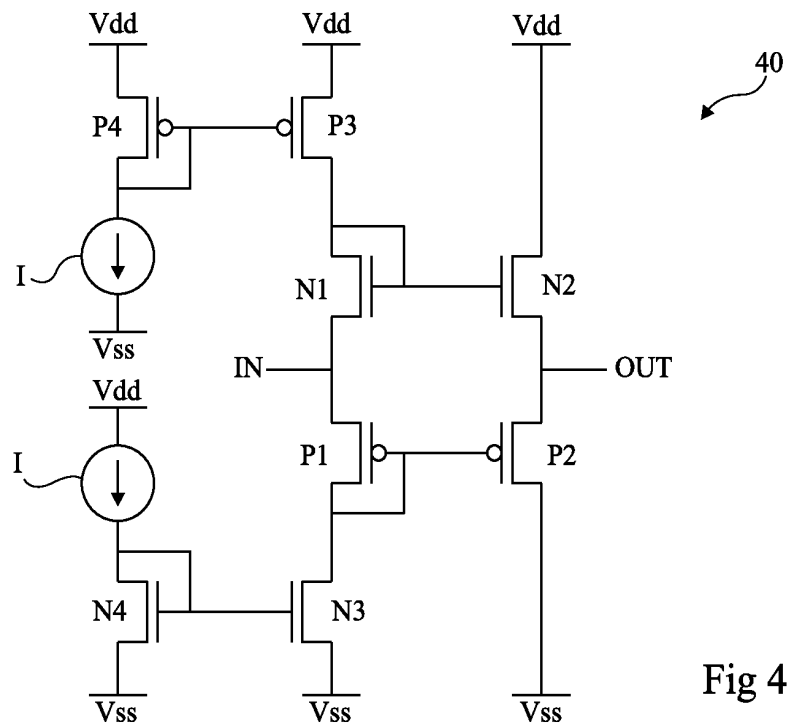 Vdd Vdd Vdd
40
P4 P3
I N1 N2
Vss
IN OUT
Vdd
P1 P2
I
N4 N3
Vss Vss Vss
Fig 4